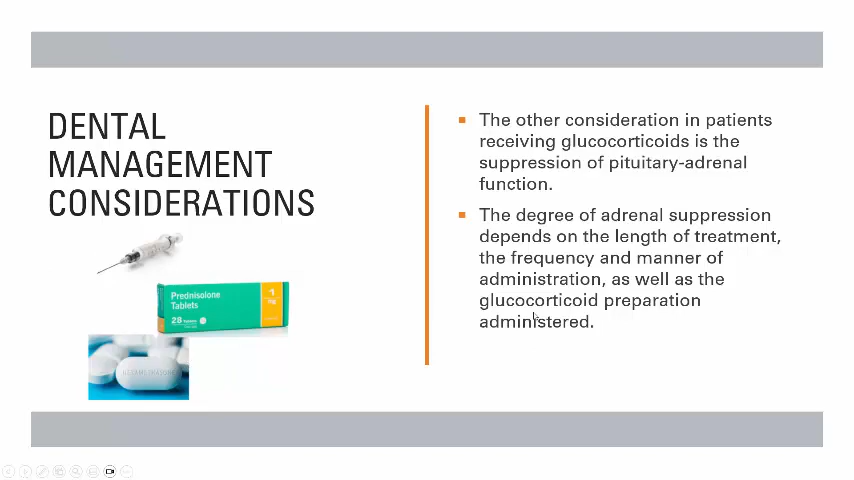 DENTAL
MANAGEMENT
CONSIDERATIONS
Prednisolone
Tablets
1
mg
28 Tablets
The other consideration in patients
receiving glucocorticoids is the
suppression of pituitary-adrenal
function.
The degree of adrenal suppression
depends on the length of treatment,
the frequency and manner of
administration, as well as the
glucocorticoid preparation
administered.